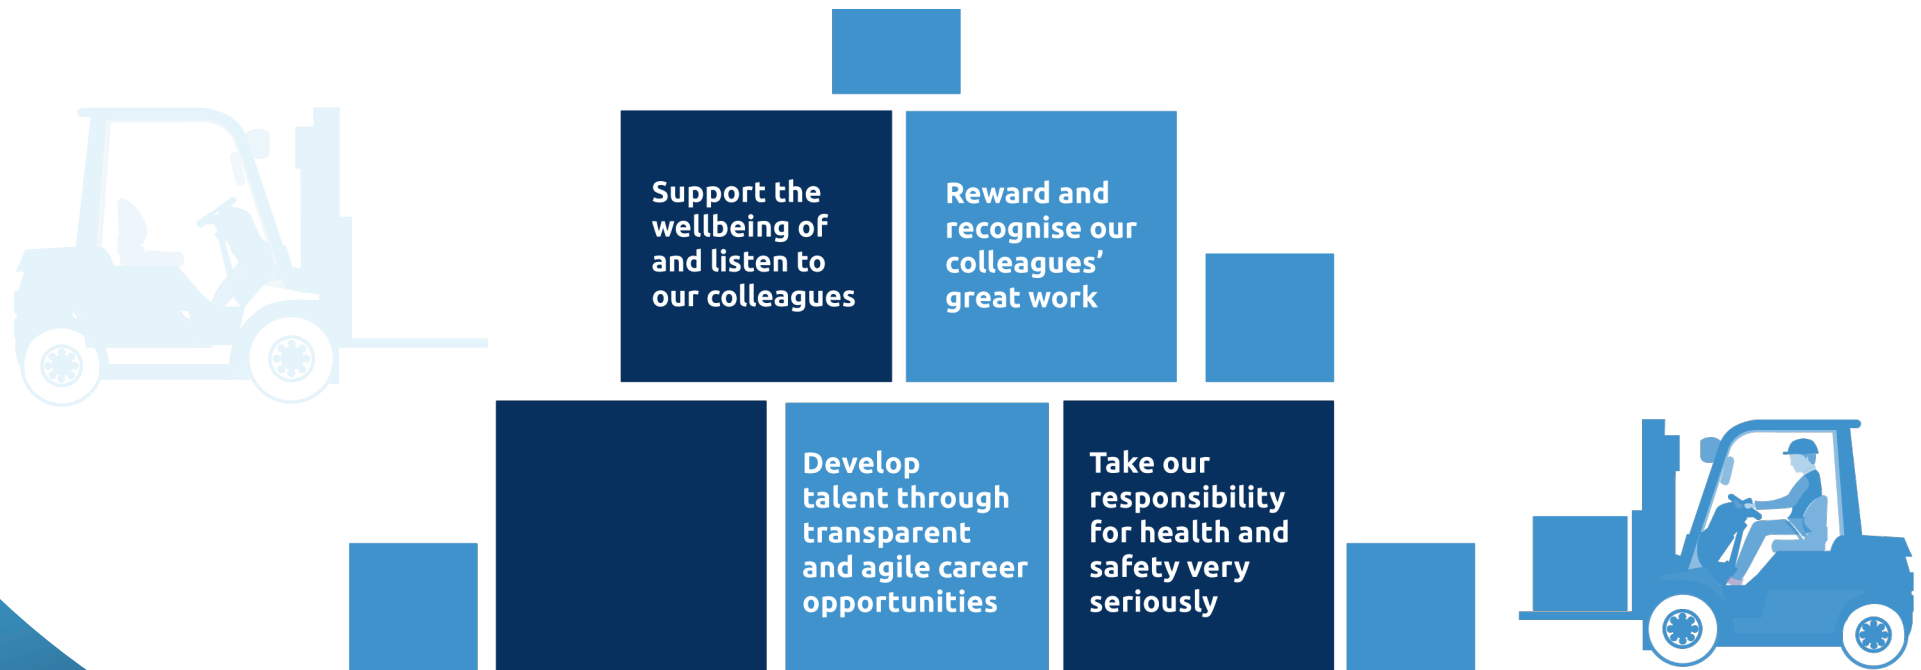 Support the
wellbeing of
and listen to
our colleagues
Reward and
recognise our
colleagues’
great work
Develop
talent through
transparent
and agile career
opportunities
Take our
responsibility
for health and
safety very
seriously